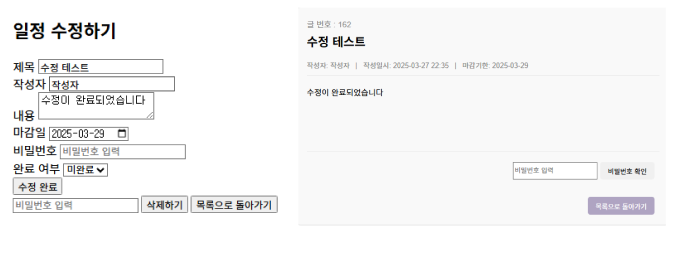 일정 수정하기
제목 수정 테스트
작성자 작성자
내용 수정이 완료되었습니다
마감일 2025-03-29
비밀번호 비밀번호 입력
완료 여부 미완료
수정 완료
비밀번호 입력 삭제하기 목록으로 돌아가기
글 번호 : 162
수정 테스트
작성자: 작성자 | 작성일시: 2025-03-27 22:35 | 마감기한: 2025-03-29
수정이 완료되었습니다
비밀번호 입력 비밀번호 확인
목록으로 돌아가기